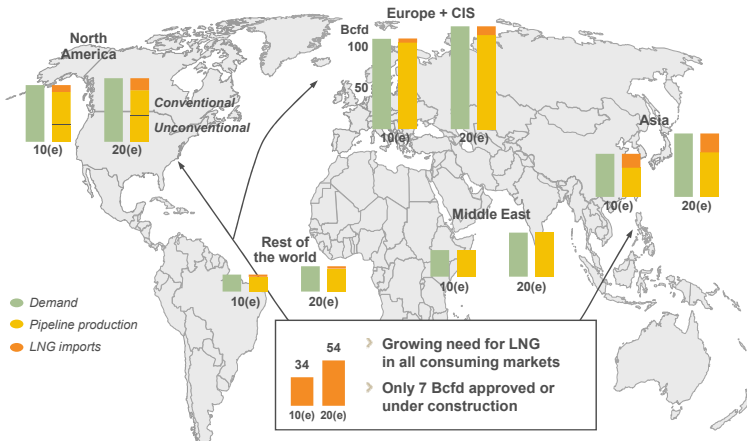 Europe + CIS
North
America
Bcfd
100
50
Conventional
Unconventional
10(e)
20(e)
10(e)
20(e)
Asia
10(e)
20(e)
Middle East
10(e)
20(e)
Rest of
the world
10(e)
20(e)
Demand
Pipeline production
LNG imports
34
54
10(e)
20(e)
› Growing need for LNG
in all consuming markets
› Only 7 Bcfd approved or
under construction